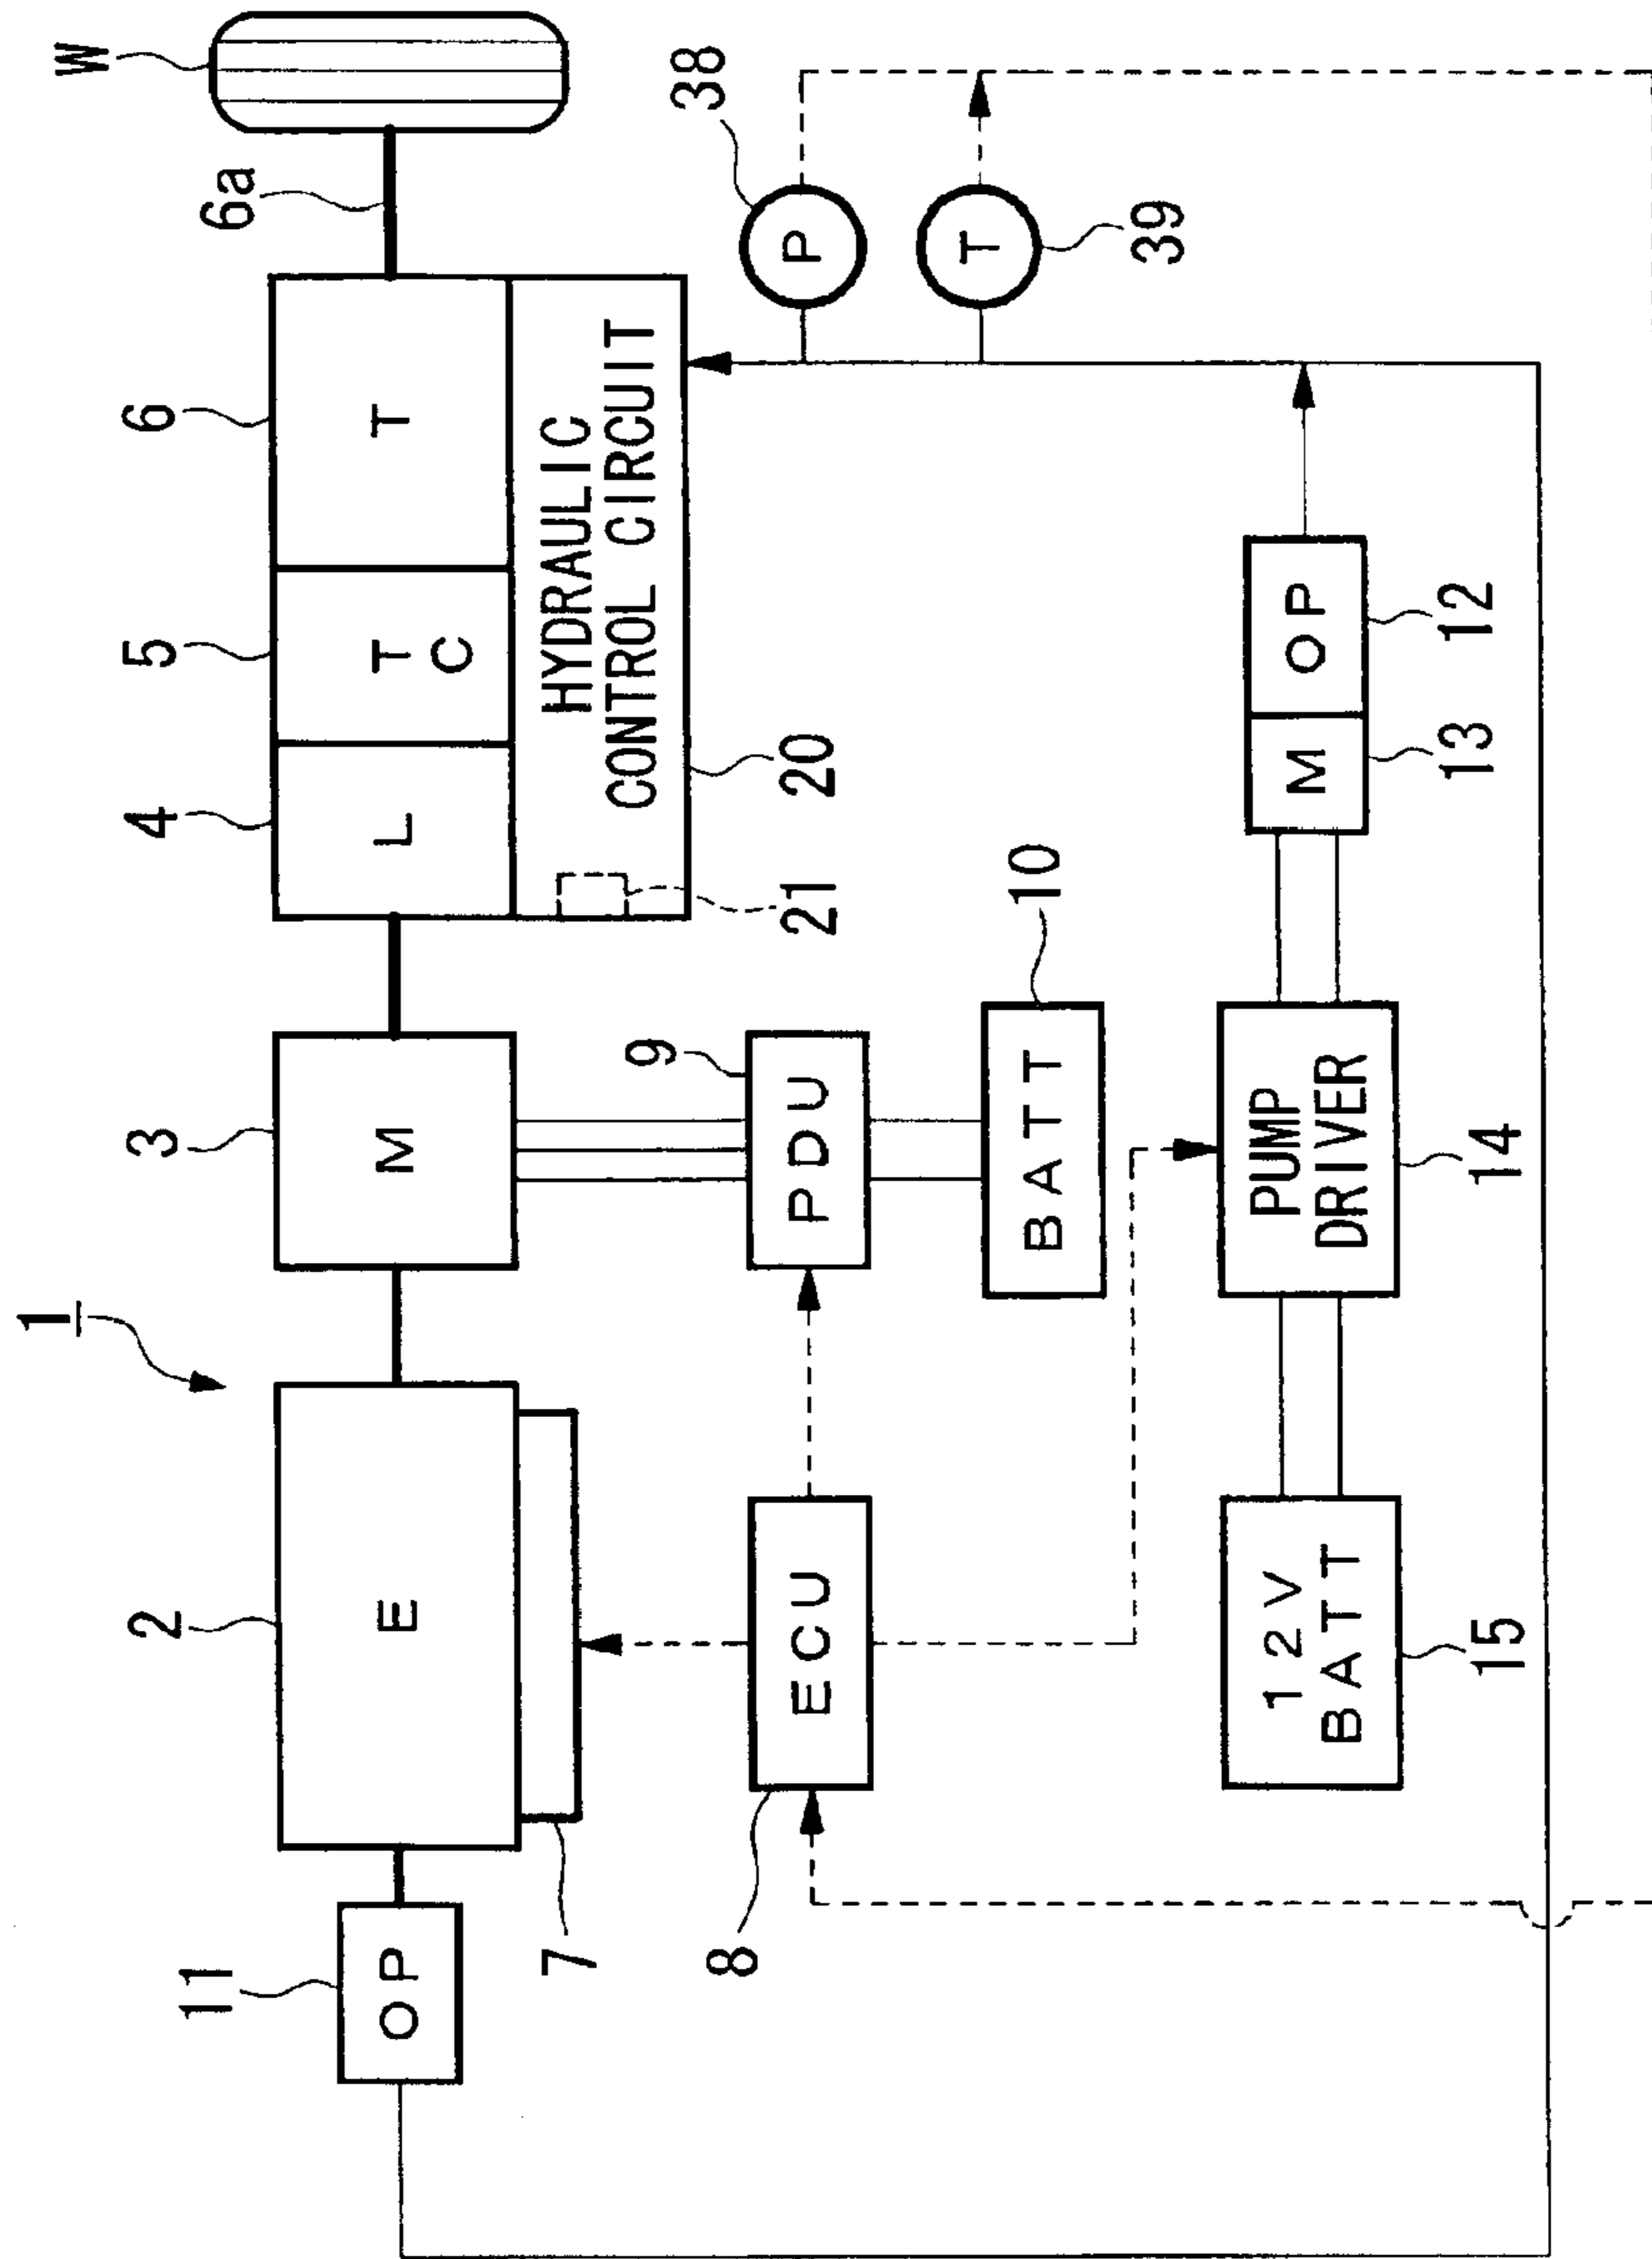 1
11
2
3
4
5
6
6a
W
OP
E
M
L
T
C
T
HYDRAULIC
CONTROL CIRCUIT
7
21
20
8
9
38
ECU
PDU
P
10
BATT
T
39
12V
BATT
PUMP
DRIVER
M
OP
15
14
13
12